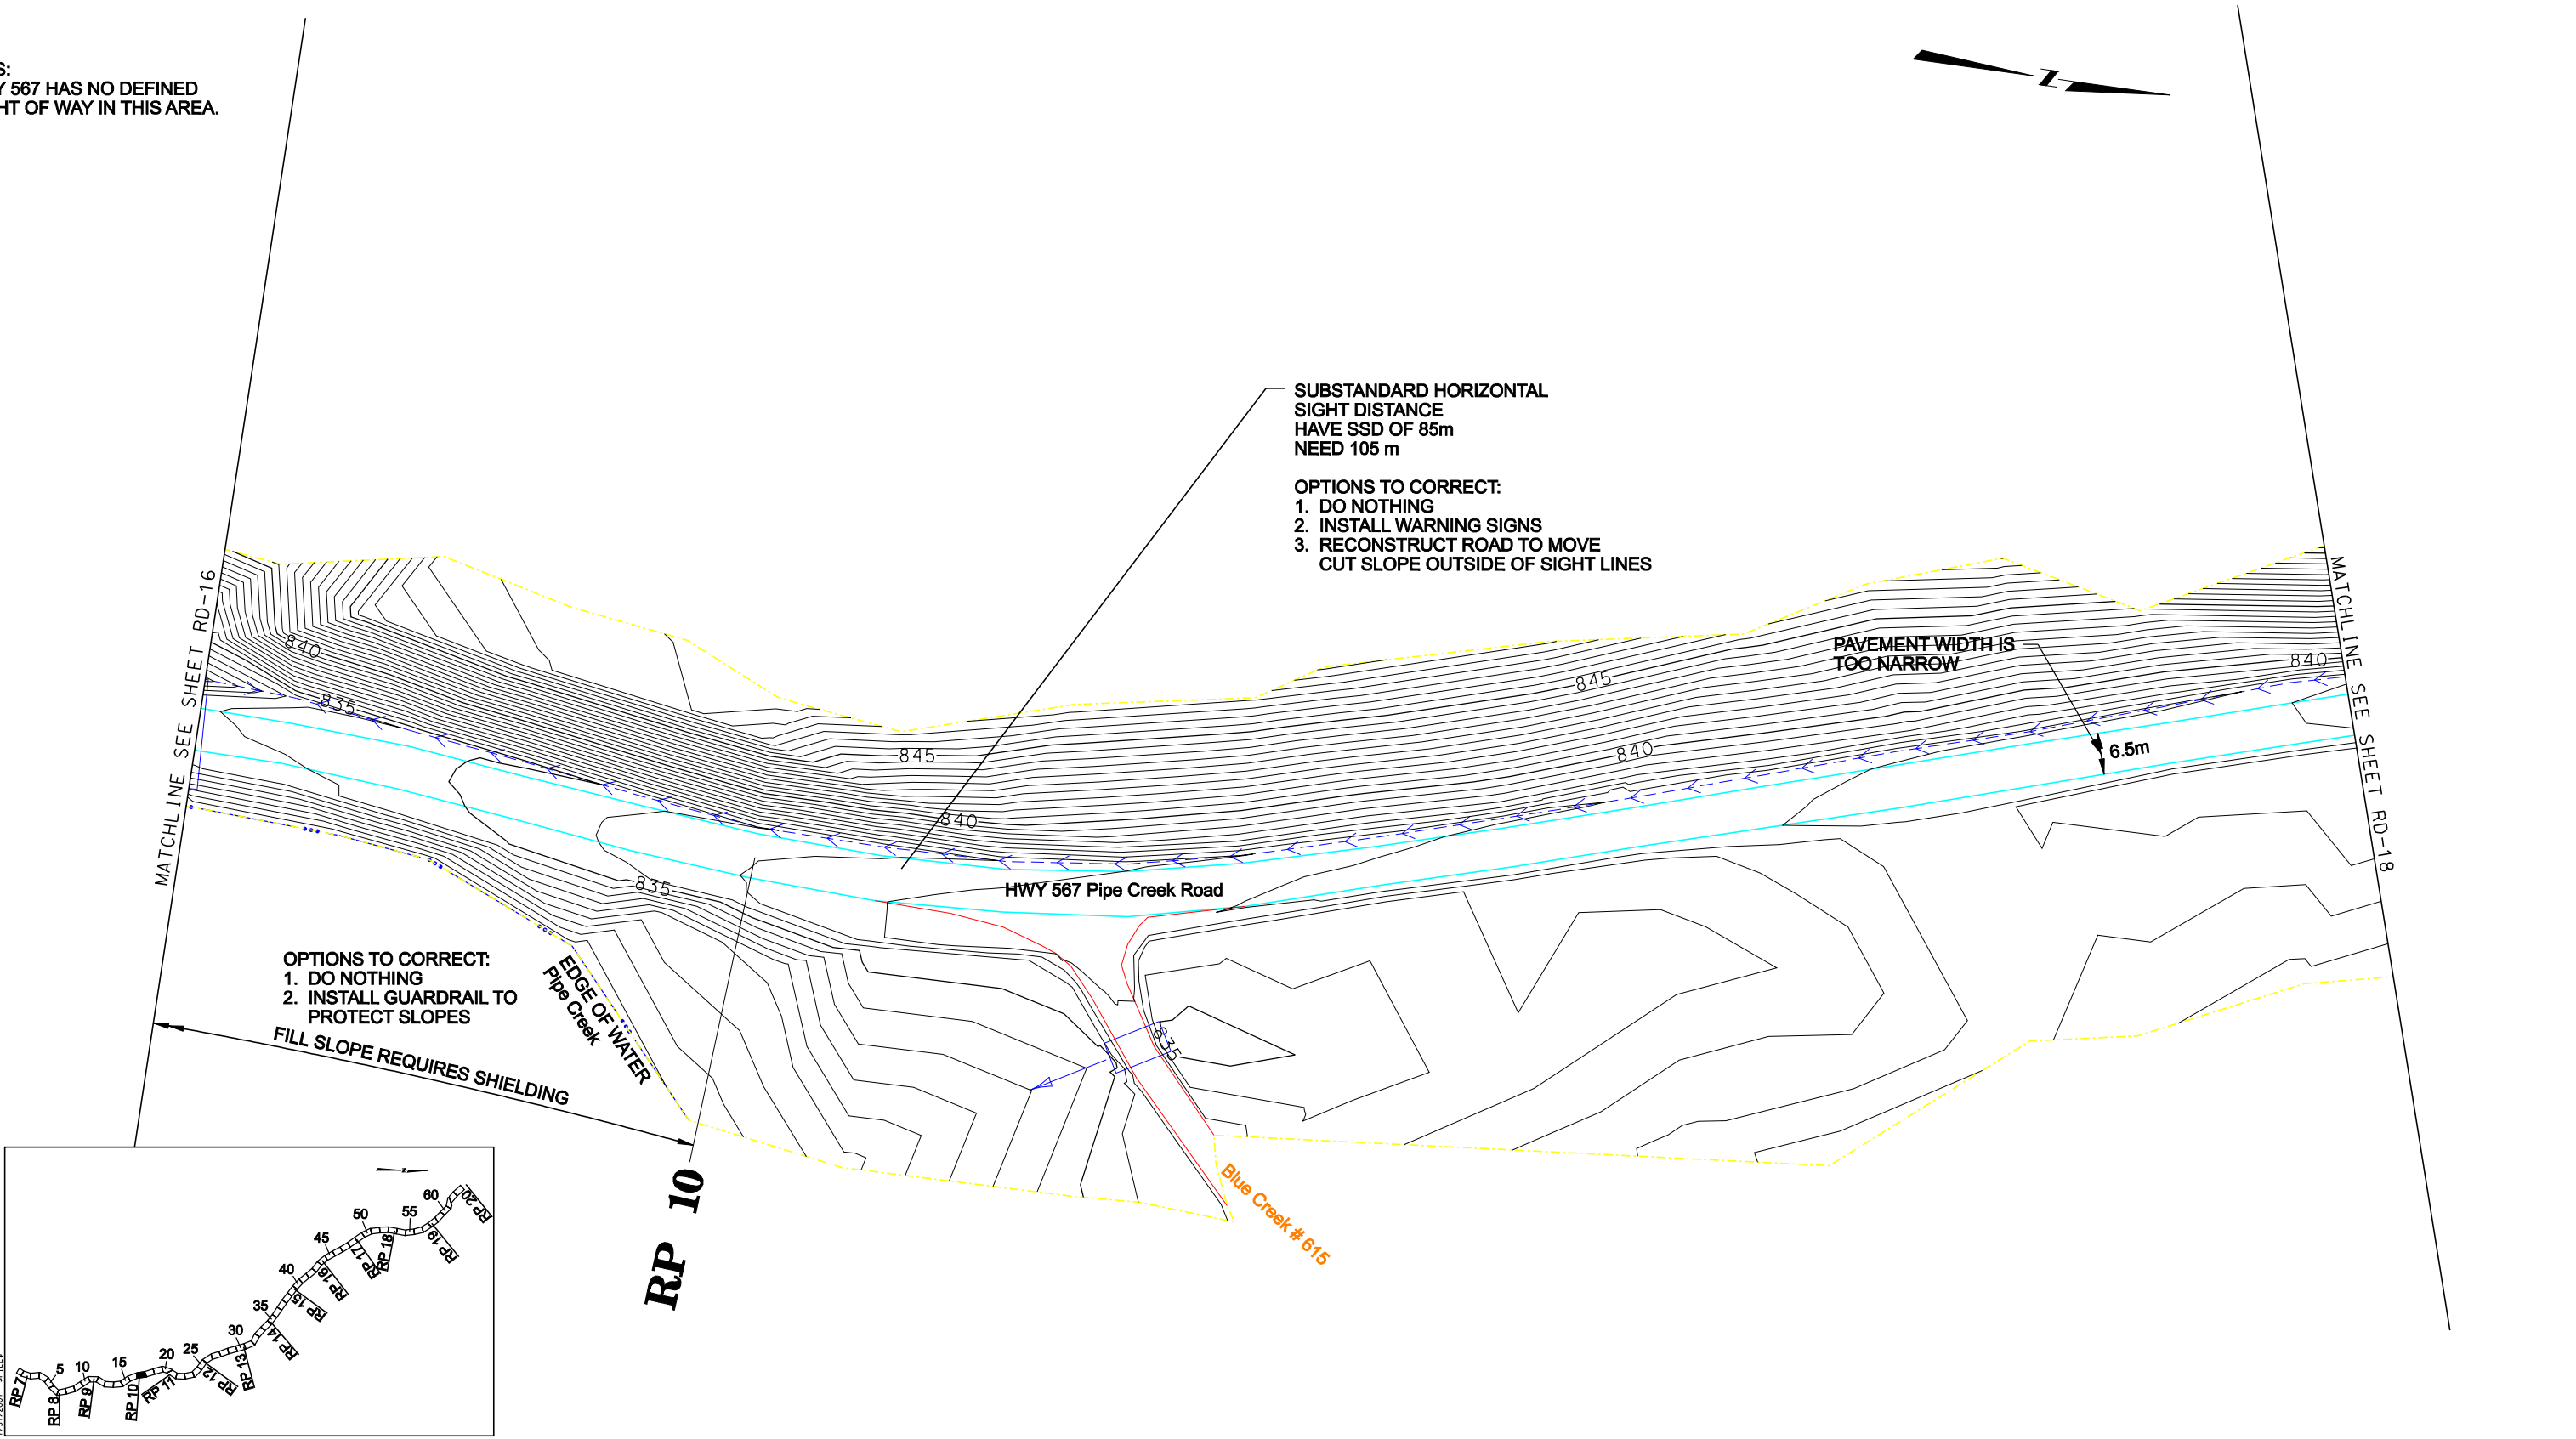 S:
Y 567 HAS NO DEFINED
HT OF WAY IN THIS AREA.
N
SUBSTANDARD HORIZONTAL
SIGHT DISTANCE
HAVE SSD OF 85m
NEED 105 m
OPTIONS TO CORRECT:
1. DO NOTHING
2. INSTALL WARNING SIGNS
3. RECONSTRUCT ROAD TO MOVE
CUT SLOPE OUTSIDE OF SIGHT LINES
MATCHLINE SEE SHEET RD-16
MATCHLINE SEE SHEET RD-18
PAVEMENT WIDTH IS
TOO NARROW
6.5m
840
835
845
840
845
840
840
835
835
HWY 567 Pipe Creek Road
OPTIONS TO CORRECT:
1. DO NOTHING
2. INSTALL GUARDRAIL TO
PROTECT SLOPES
EDGE OF WATER
Pipe Creek
FILL SLOPE REQUIRES SHIELDING
RP 10
Blue Creek # 615
N
5
10
15
20
25
30
35
40
45
50
55
60
RP 7
RP 8
RP 9
RP 10
RP 11
RP 12
RP 13
RP 14
RP 15
RP 16
RP 17
RP 18
RP 19
RP 20